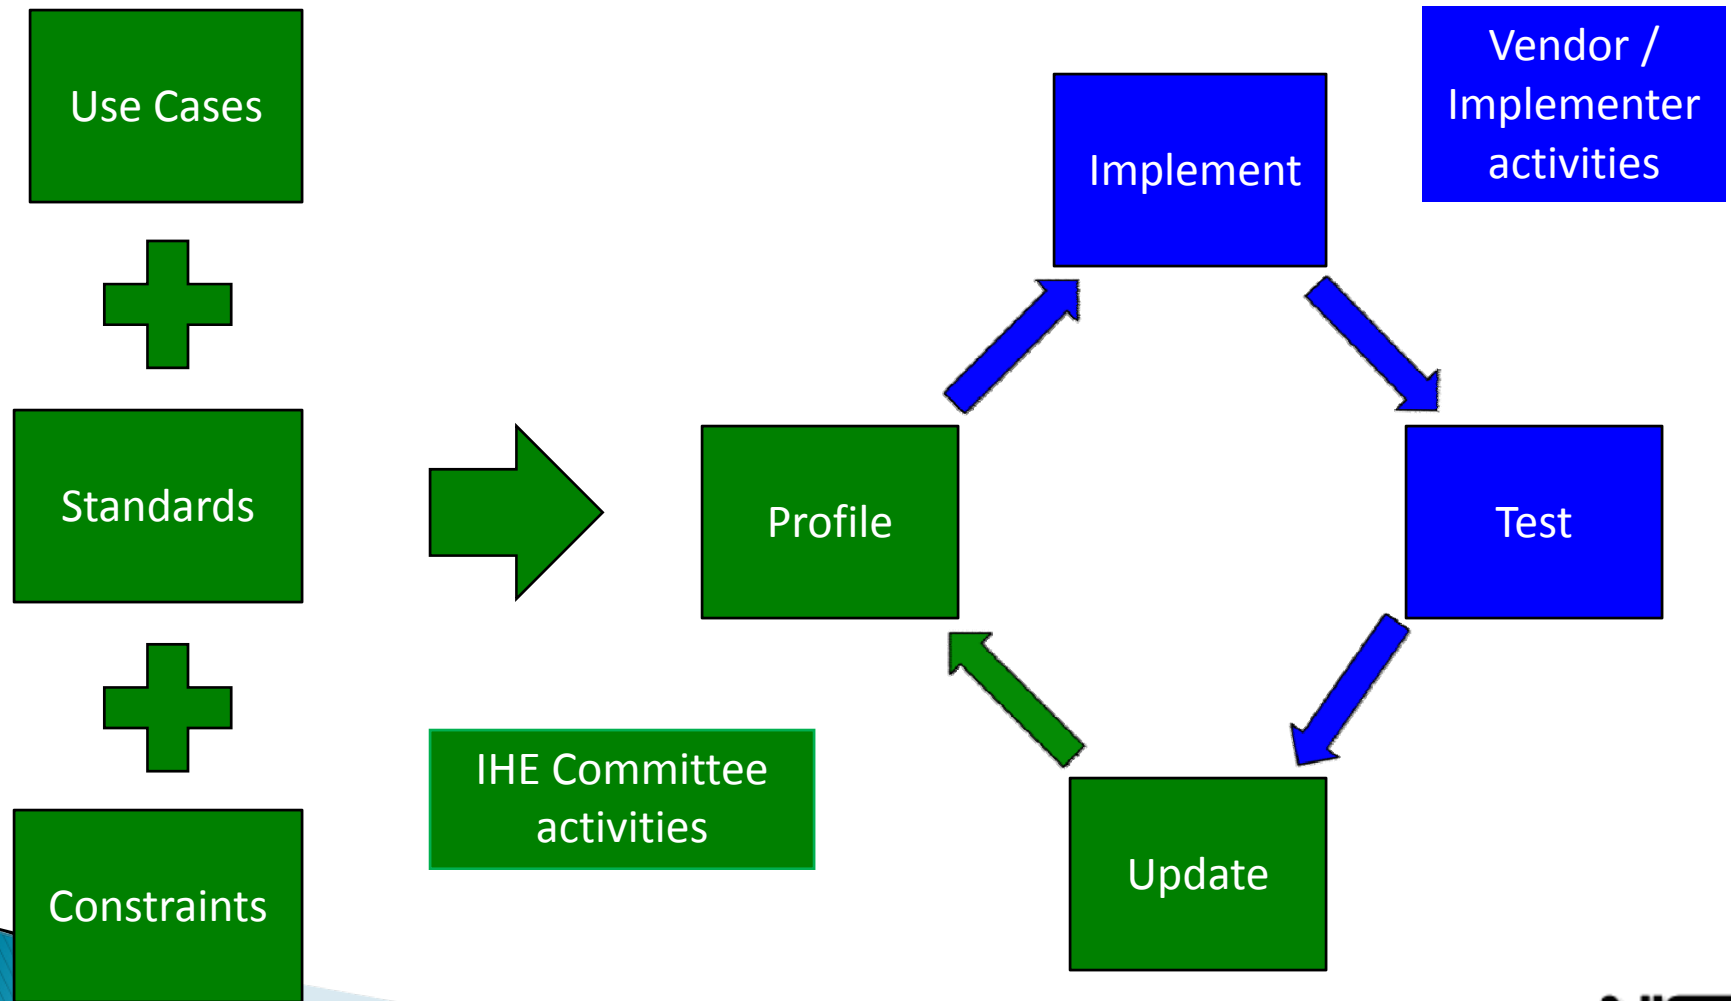 Use Cases
Standards
Constraints
IHE Committee
activities
Profile
Implement
Test
Update
Vendor /
Implementer
activities